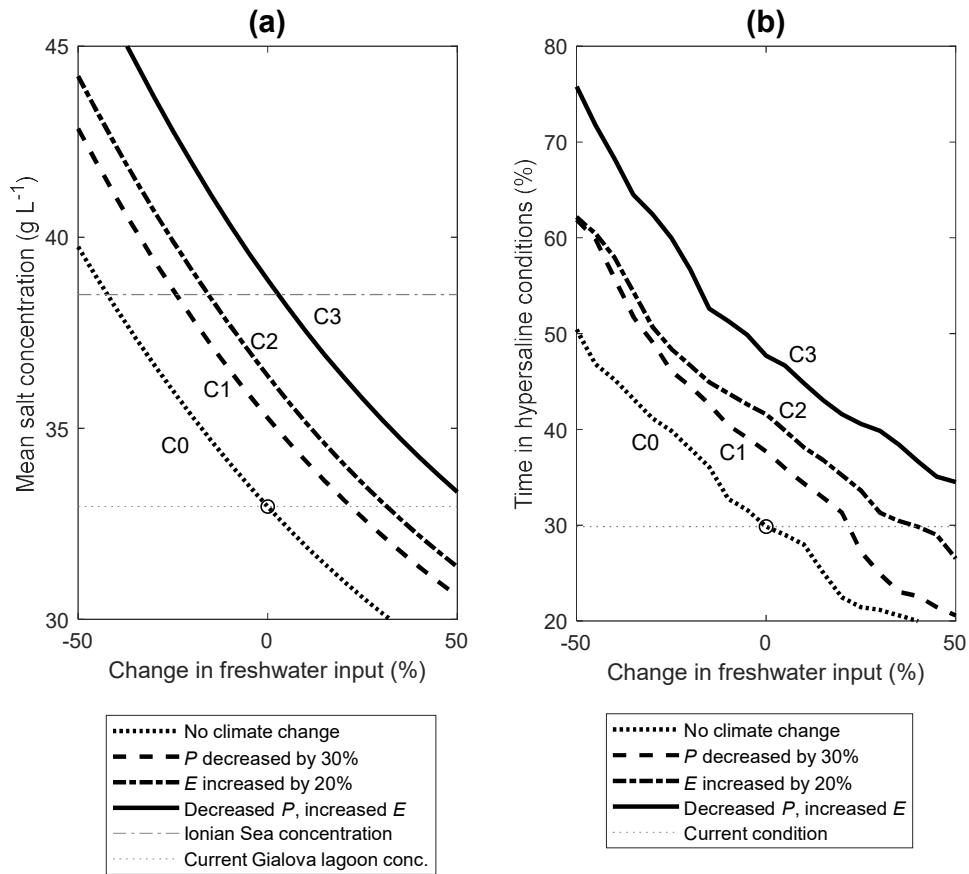 (a)
Mean salt concentration (g L⁻¹)
45
40
35
30
C3
C2
C1
C0
-50
0
50
Change in freshwater input (%)
No climate change
P decreased by 30%
E increased by 20%
Decreased P, increased E
Ionian Sea concentration
Current Gialova lagoon conc.
(b)
Time in hypersaline conditions (%)
80
70
60
50
40
30
20
C3
C2
C0
C1
-50
0
50
Change in freshwater input (%)
No climate change
P decreased by 30%
E increased by 20%
Decreased P, increased E
Current condition